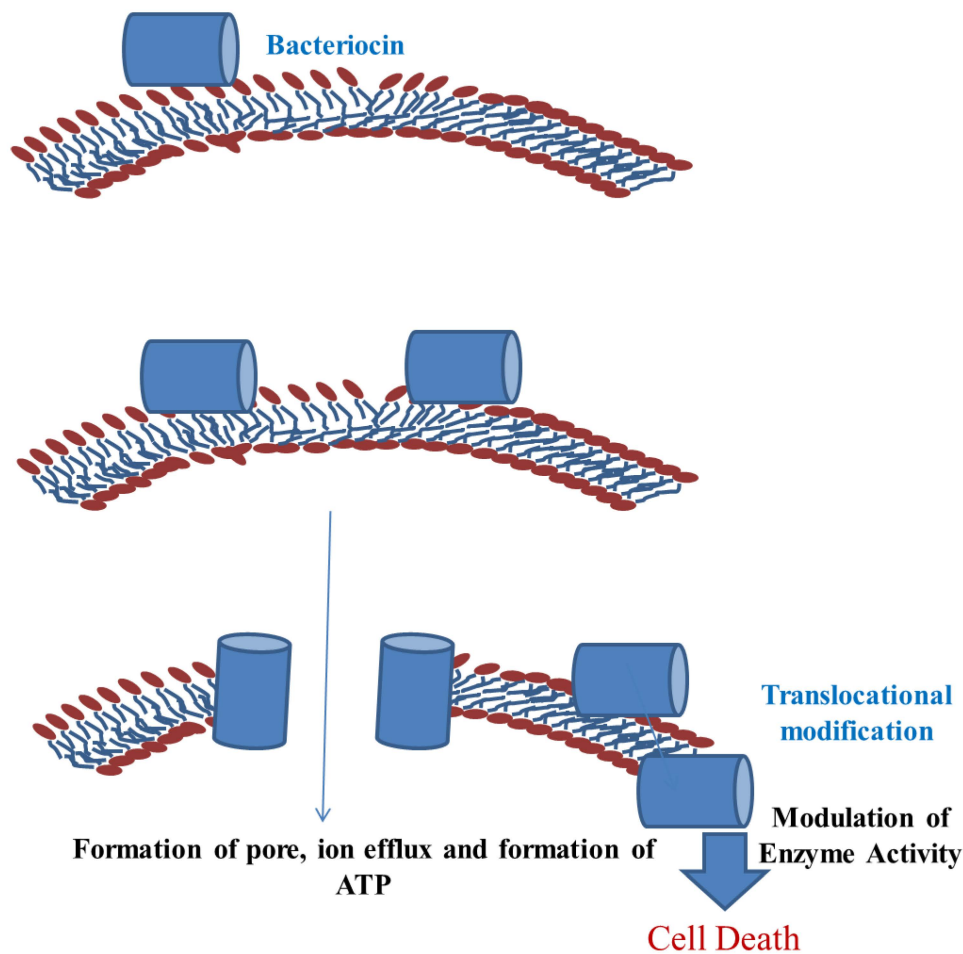 Bacteriocin
Translocational
modification
Formation of pore, ion efflux and formation of
ATP
Modulation of
Enzyme Activity
Cell Death